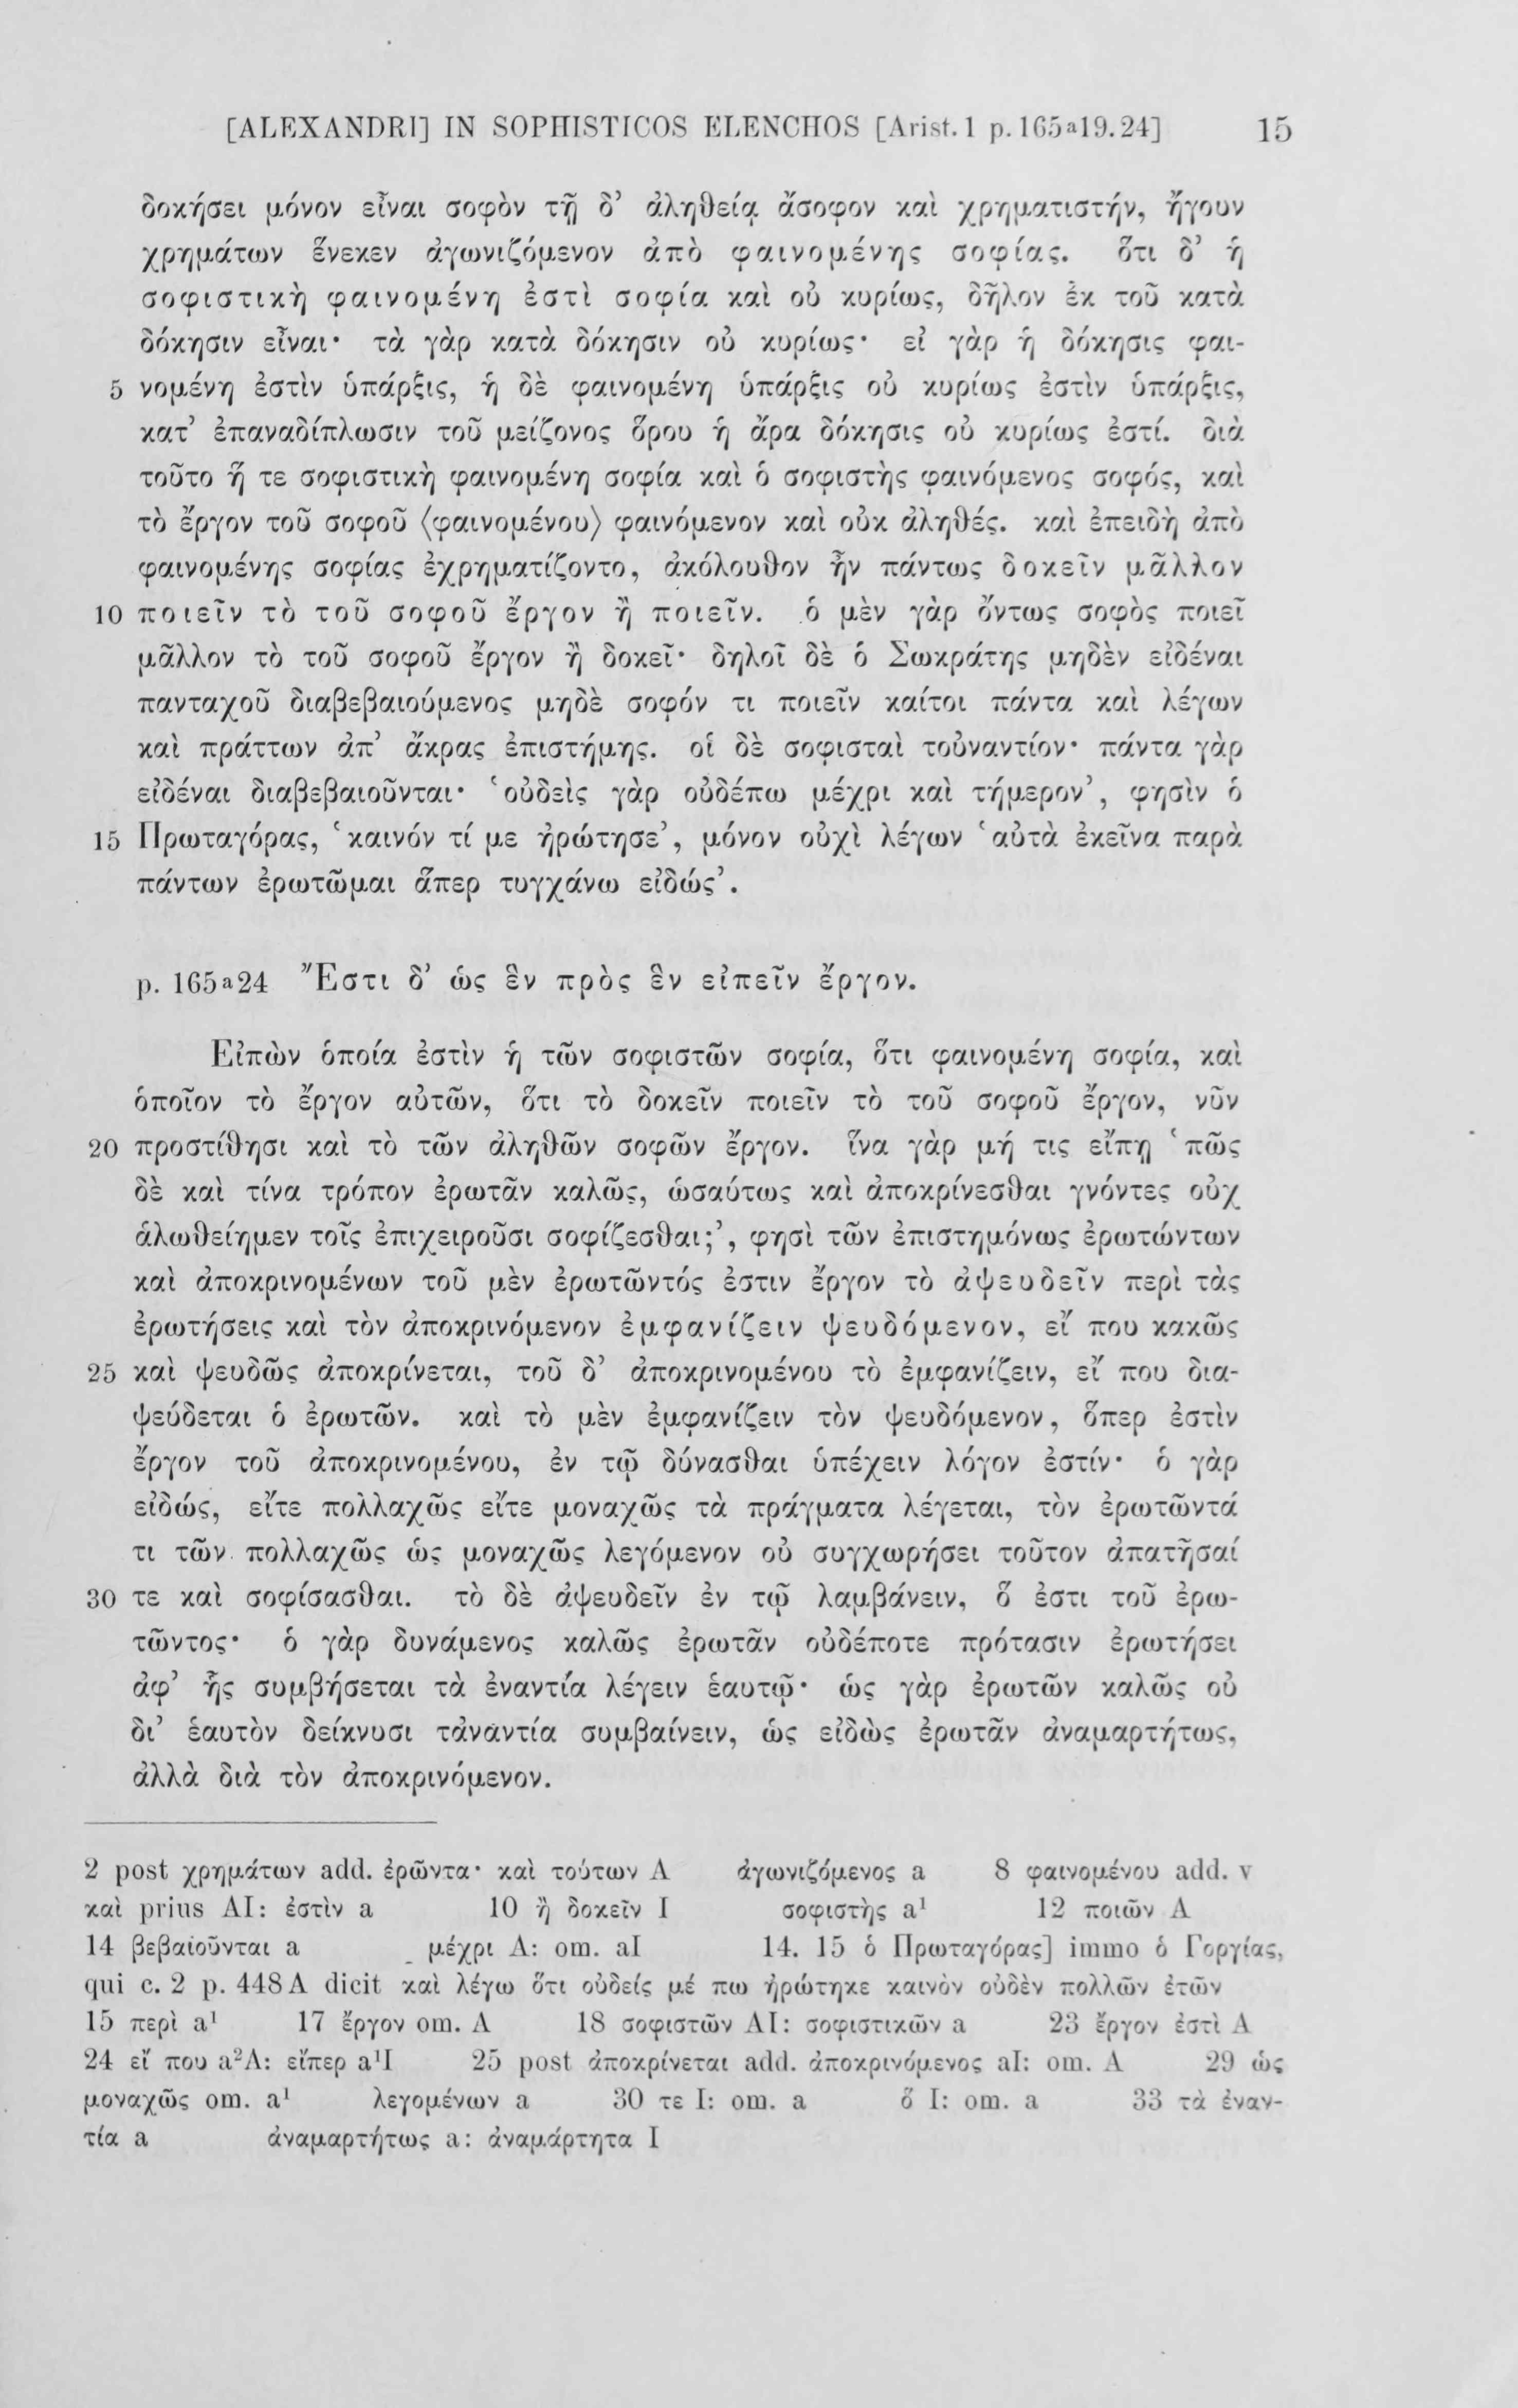 [ALEXANDRI] IN SOPHISTICOS ELENCHOS [Arist. 1 p. 165ᵃ19. 24] 15
δοκήσει μόνον εἶναι σοφὸν τῇ δ’ ἀληθείᾳ ἄσοφον καὶ χρηματιστήν, ἤγουν
χρημάτων ἕνεκεν ἀγωνιζόμενον ἀπὸ φαινομένης σοφίας. ὅτι δ’ ἡ
σοφιστικὴ φαινομένη ἐστὶ σοφία καὶ οὐ κυρίως, δῆλον ἐκ τοῦ κατὰ
δόκησιν εἶναι· τὰ γὰρ κατὰ δόκησιν οὐ κυρίως· εἰ γὰρ ἡ δόκησις φαι-
5 νομένη ἐστὶν ὑπάρξις, ἡ δὲ φαινομένη ὑπάρξις οὐ κυρίως ἐστὶν ὑπάρξις,
κατ’ ἐπαναδίπλωσιν τοῦ μείζονος ὅρου ἡ ἄρα δόκησις οὐ κυρίως ἐστί. διὰ
τοῦτο ἥ τε σοφιστικὴ φαινομένη σοφία καὶ ὁ σοφιστὴς φαινόμενος σοφός, καὶ
τὸ ἔργον τοῦ σοφοῦ ⟨φαινομένου⟩ φαινόμενον καὶ οὐκ ἀληθές. καὶ ἐπειδὴ ἀπὸ
φαινομένης σοφίας ἐχρηματίζοντο, ἀκόλουθον ἦν πάντως δοκεῖν μᾶλλον
10 ποιεῖν τὸ τοῦ σοφοῦ ἔργον ἢ ποιεῖν. ὁ μὲν γὰρ ὄντως σοφὸς ποιεῖ
μᾶλλον τὸ τοῦ σοφοῦ ἔργον ἢ δοκεῖ· δηλοῖ δὲ ὁ Σωκράτης μηδὲν εἰδέναι
πανταχοῦ διαβεβαιούμενος μηδὲ σοφόν τι ποιεῖν καίτοι πάντα καὶ λέγων
καὶ πράττων ἀπ’ ἄκρας ἐπιστήμης. οἱ δὲ σοφισταὶ τοὐναντίον· πάντα γὰρ
εἰδέναι διαβεβαιοῦνται· ‘οὐδεὶς γὰρ οὐδέπω μέχρι καὶ τήμερον’, φησὶν ὁ
15 Πρωταγόρας, ‘καινόν τί με ἠρώτησε’, μόνον οὐχὶ λέγων ‘αὐτὰ ἐκεῖνα παρὰ
πάντων ἐρωτῶμαι ἅπερ τυγχάνω εἰδώς’.
p. 165ᵃ24 Ἔστι δ’ ὡς ἓν πρὸς ἓν εἰπεῖν ἔργον.
Εἰπὼν ὁποία ἐστὶν ἡ τῶν σοφιστῶν σοφία, ὅτι φαινομένη σοφία, καὶ
ὁποῖον τὸ ἔργον αὐτῶν, ὅτι τὸ δοκεῖν ποιεῖν τὸ τοῦ σοφοῦ ἔργον, νῦν
20 προστίθησι καὶ τὸ τῶν ἀληθῶν σοφῶν ἔργον. ἵνα γὰρ μή τις εἴπῃ ‘πῶς
δὲ καὶ τίνα τρόπον ἐρωτᾶν καλῶς, ὡσαύτως καὶ ἀποκρίνεσθαι γνόντες οὐχ
ἁλωθείημεν τοῖς ἐπιχειροῦσι σοφίζεσθαι;’, φησὶ τῶν ἐπιστημόνως ἐρωτώντων
καὶ ἀποκρινομένων τοῦ μὲν ἐρωτῶντός ἐστιν ἔργον τὸ ἀψευδεῖν περὶ τὰς
ἐρωτήσεις καὶ τὸν ἀποκρινόμενον ἐμφανίζειν ψευδόμενον, εἴ που κακῶς
25 καὶ ψευδῶς ἀποκρίνεται, τοῦ δ’ ἀποκρινομένου τὸ ἐμφανίζειν, εἴ που δια-
ψεύδεται ὁ ἐρωτῶν. καὶ τὸ μὲν ἐμφανίζειν τὸν ψευδόμενον, ὅπερ ἐστὶν
ἔργον τοῦ ἀποκρινομένου, ἐν τῷ δύνασθαι ὑπέχειν λόγον ἐστίν· ὁ γὰρ
εἰδώς, εἴτε πολλαχῶς εἴτε μοναχῶς τὰ πράγματα λέγεται, τὸν ἐρωτῶντά
τι τῶν πολλαχῶς ὡς μοναχῶς λεγόμενον οὐ συγχωρήσει τοῦτον ἀπατῆσαί
30 τε καὶ σοφίσασθαι. τὸ δὲ ἀψευδεῖν ἐν τῷ λαμβάνειν, ὅ ἐστι τοῦ ἐρω-
τῶντος· ὁ γὰρ δυνάμενος καλῶς ἐρωτᾶν οὐδέποτε πρότασιν ἐρωτήσει
ἀφ’ ἧς συμβήσεται τὰ ἐναντία λέγειν ἑαυτῷ· ὡς γὰρ ἐρωτῶν καλῶς οὐ
δι’ ἑαυτὸν δείκνυσι τἀναντία συμβαίνειν, ὡς εἰδὼς ἐρωτᾶν ἀναμαρτήτως,
ἀλλὰ διὰ τὸν ἀποκρινόμενον.
2 post χρημάτων add. ἐρῶντα· καὶ τούτων A ἀγωνιζόμενος a 8 φαινομένου add. v
καὶ prius AI: ἐστὶν a 10 ἢ δοκεῖν I σοφιστὴς a¹ 12 ποιῶν A
14 βεβαιοῦνται a μέχρι A: om. aI 14. 15 ὁ Πρωταγόρας] immo ὁ Γοργίας,
qui c. 2 p. 448 A dicit καὶ λέγω ὅτι οὐδείς μέ πω ἠρώτηκε καινὸν οὐδὲν πολλῶν ἐτῶν
15 περὶ a¹ 17 ἔργον om. A 18 σοφιστῶν AI: σοφιστικῶν a 23 ἔργον ἐστὶ A
24 εἴ που a²A: εἴπερ a¹I 25 post ἀποκρίνεται add. ἀποκρινόμενος aI: om. A 29 ὡς
μοναχῶς om. a¹ λεγομένων a 30 τε I: om. a ὅ I: om. a 33 τὰ ἐναν-
τία a ἀναμαρτήτως a: ἀναμάρτητα I